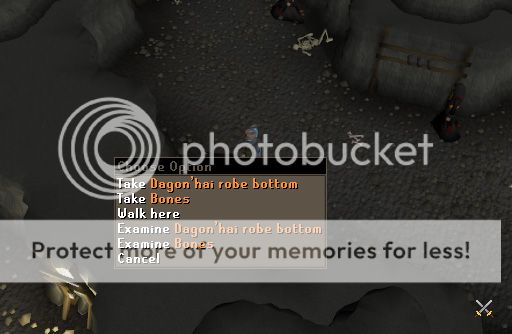 photobucket
Choose Option
Take Dagon'hai robe bottom
Take Bones
Walk here
Examine Dagon'hai robe bottom
Examine Bones
Cancel
Protect more of your memories for less!